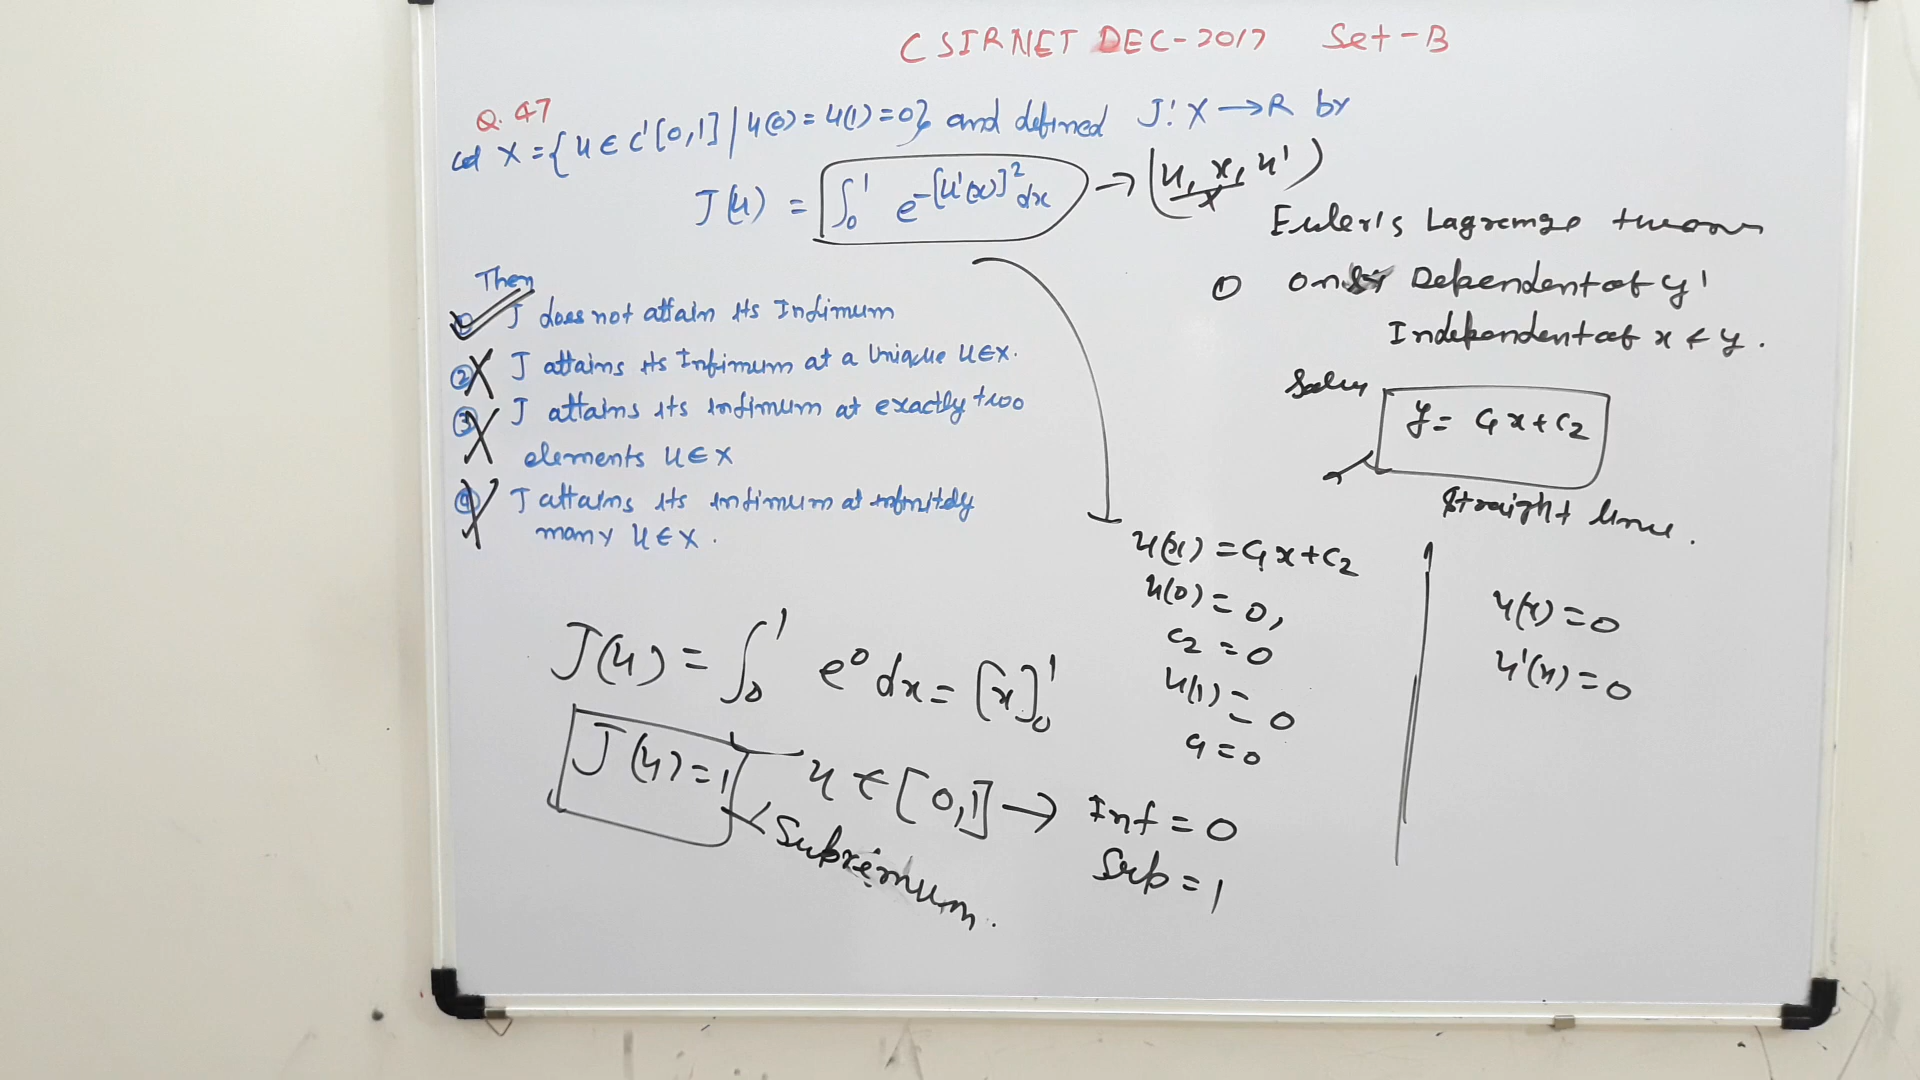 CSIRNET DEC-2017 Set-B
Q. 47
Let X = {u ∈ C'[0,1] | u(0) = u(1) = 0} and defined J: X → R by
J(u) = ∫₀¹ e^-[u'(x)]² dx → (u, x, u')
Euler's Lagrange
① only Dependent of y'
Independent of x & y.
y = c₁x + c₂
Straight line.
Then
① J does not attain its Infimum
② J attains its Infimum at a Unique u∈X.
③ J attains its infimum at exactly two
elements u∈X
④ J attains its infimum at infinitely
many u∈X.
u(x) = c₁x + c₂
u(0) = 0,
c₂ = 0
u(1) = 0
c₁ = 0
u(x) = 0
u'(x) = 0
J(u) = ∫₀¹ e⁰ dx = [x]₀¹
J(u) = 1
u ∈ [0,1] → Inf = 0
Sup = 1
Supremum.